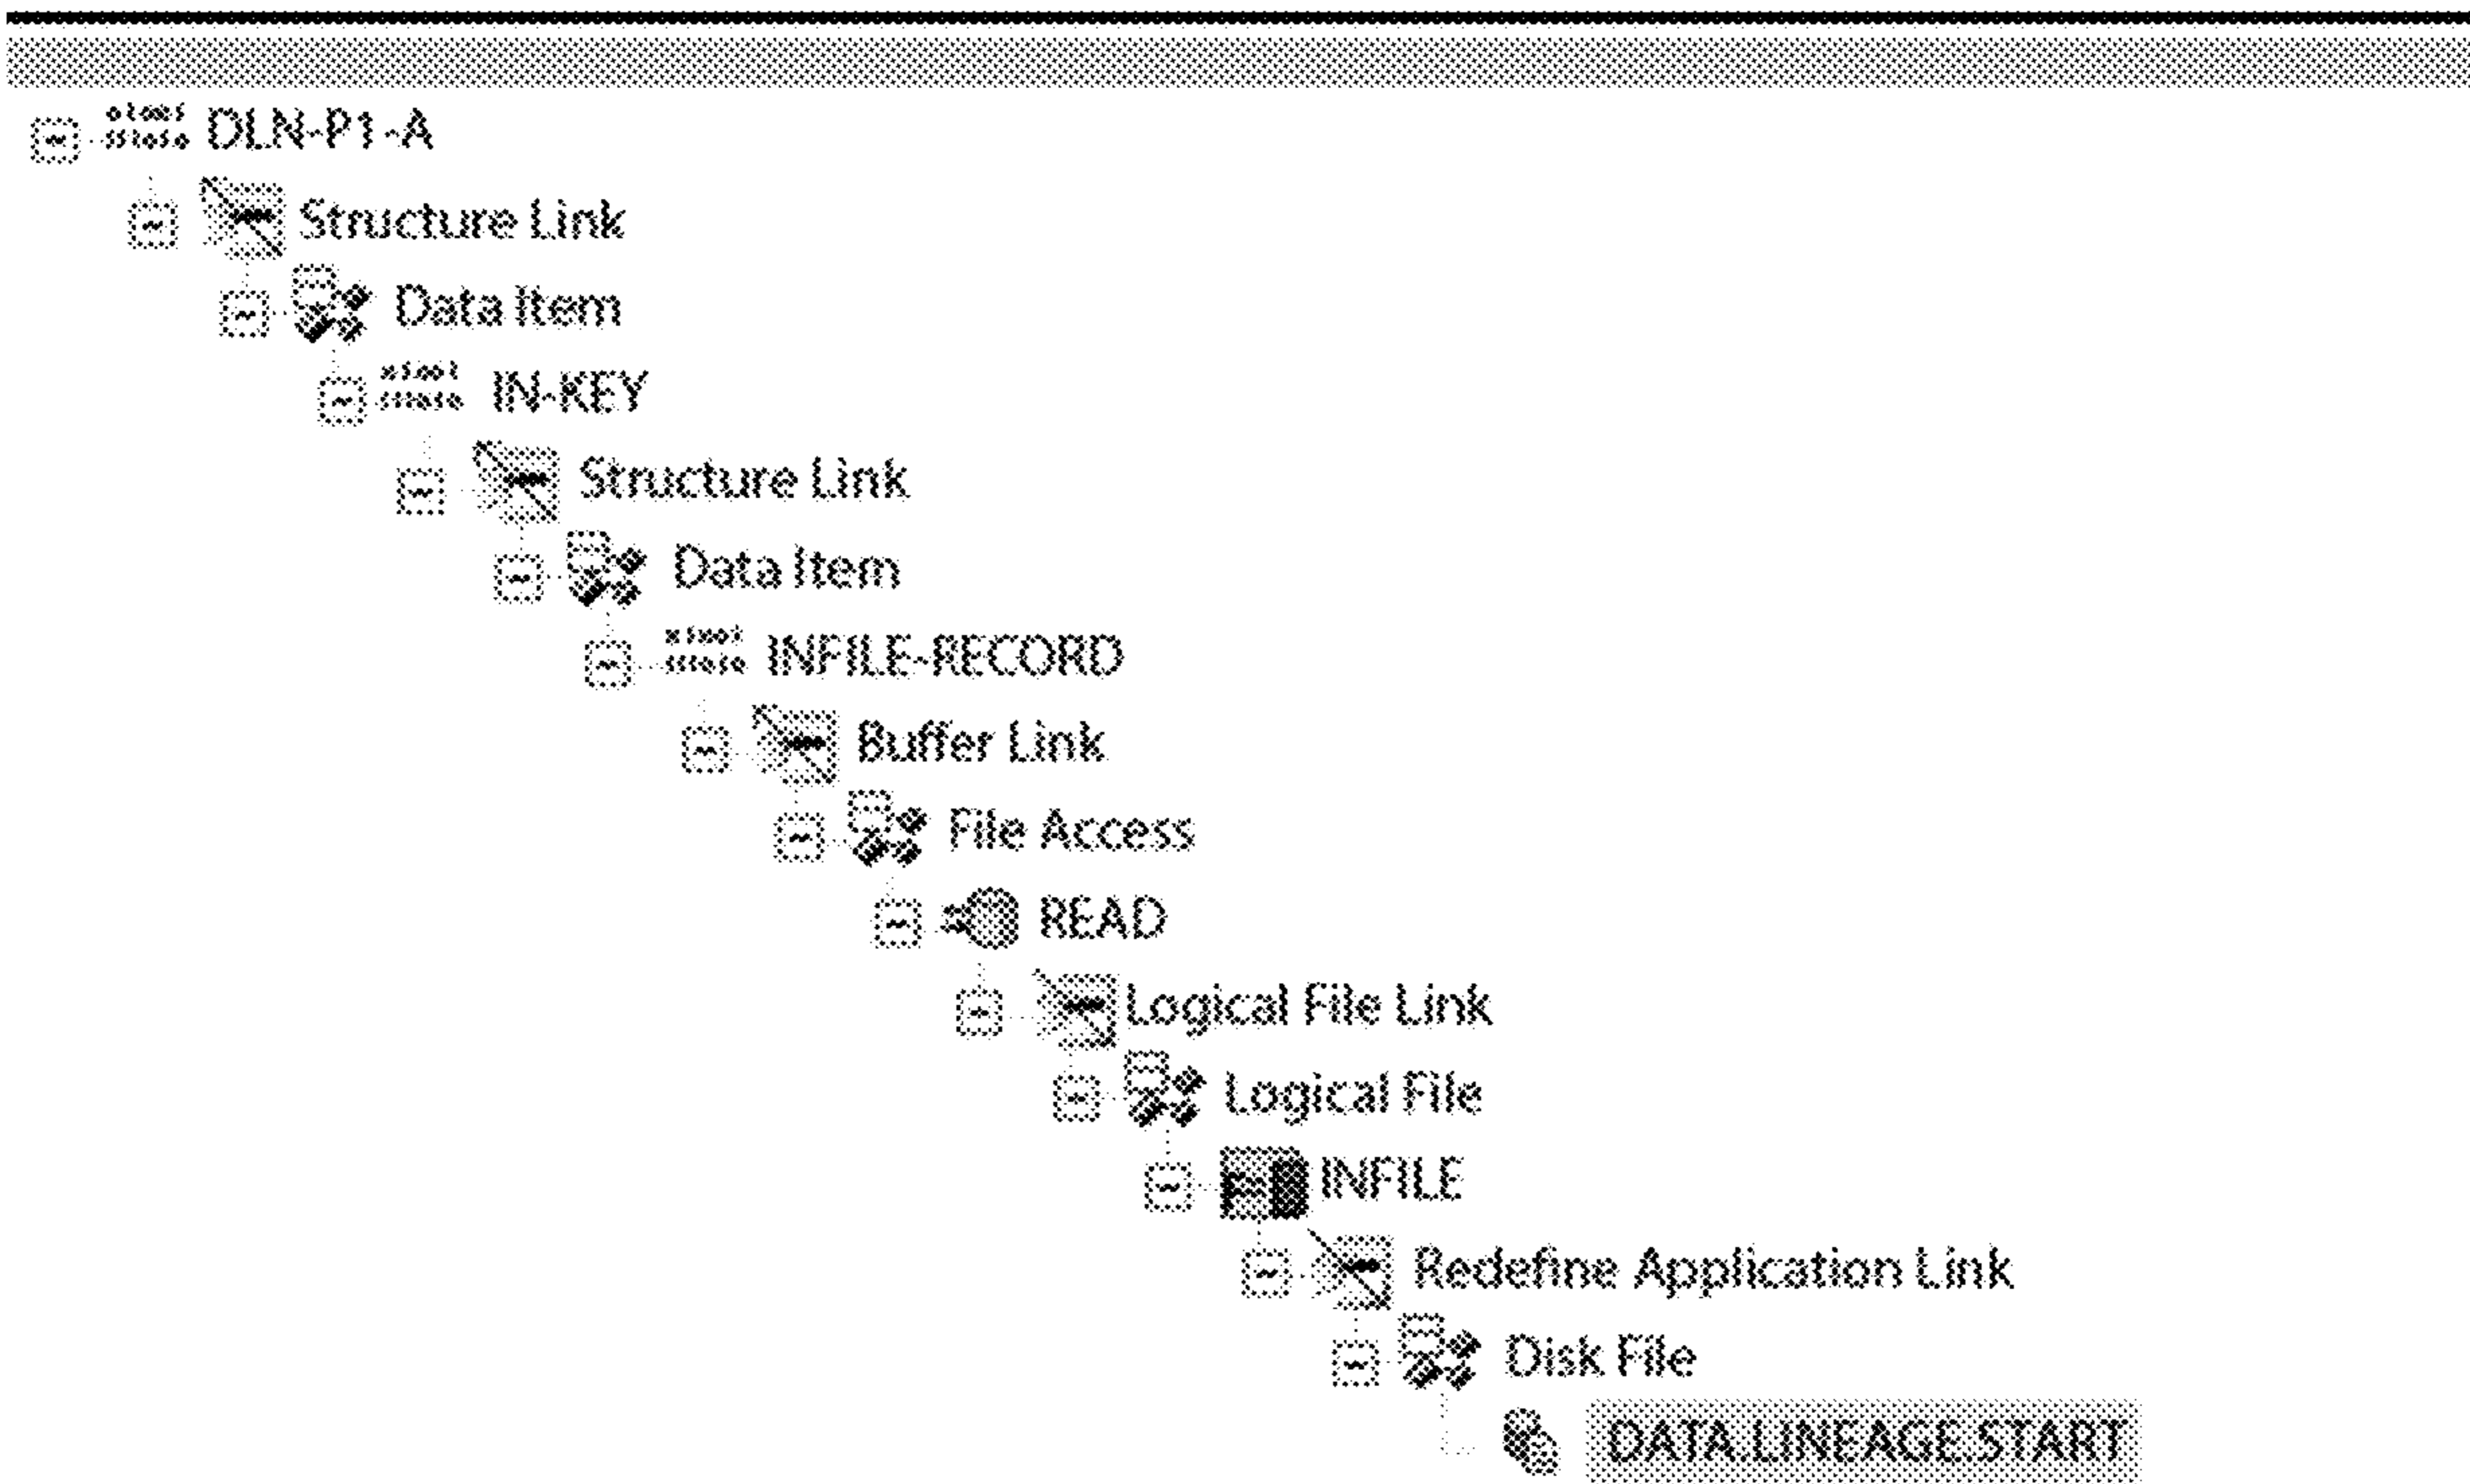 DLN-P1-A
Structure Link
Data Item
IN-KEY
Structure Link
Data Item
INFILE-RECORD
Buffer Link
File Access
READ
Logical File Link
Logical File
INFILE
Redefine Application Link
Disk File
DATA.LINEAGE.START